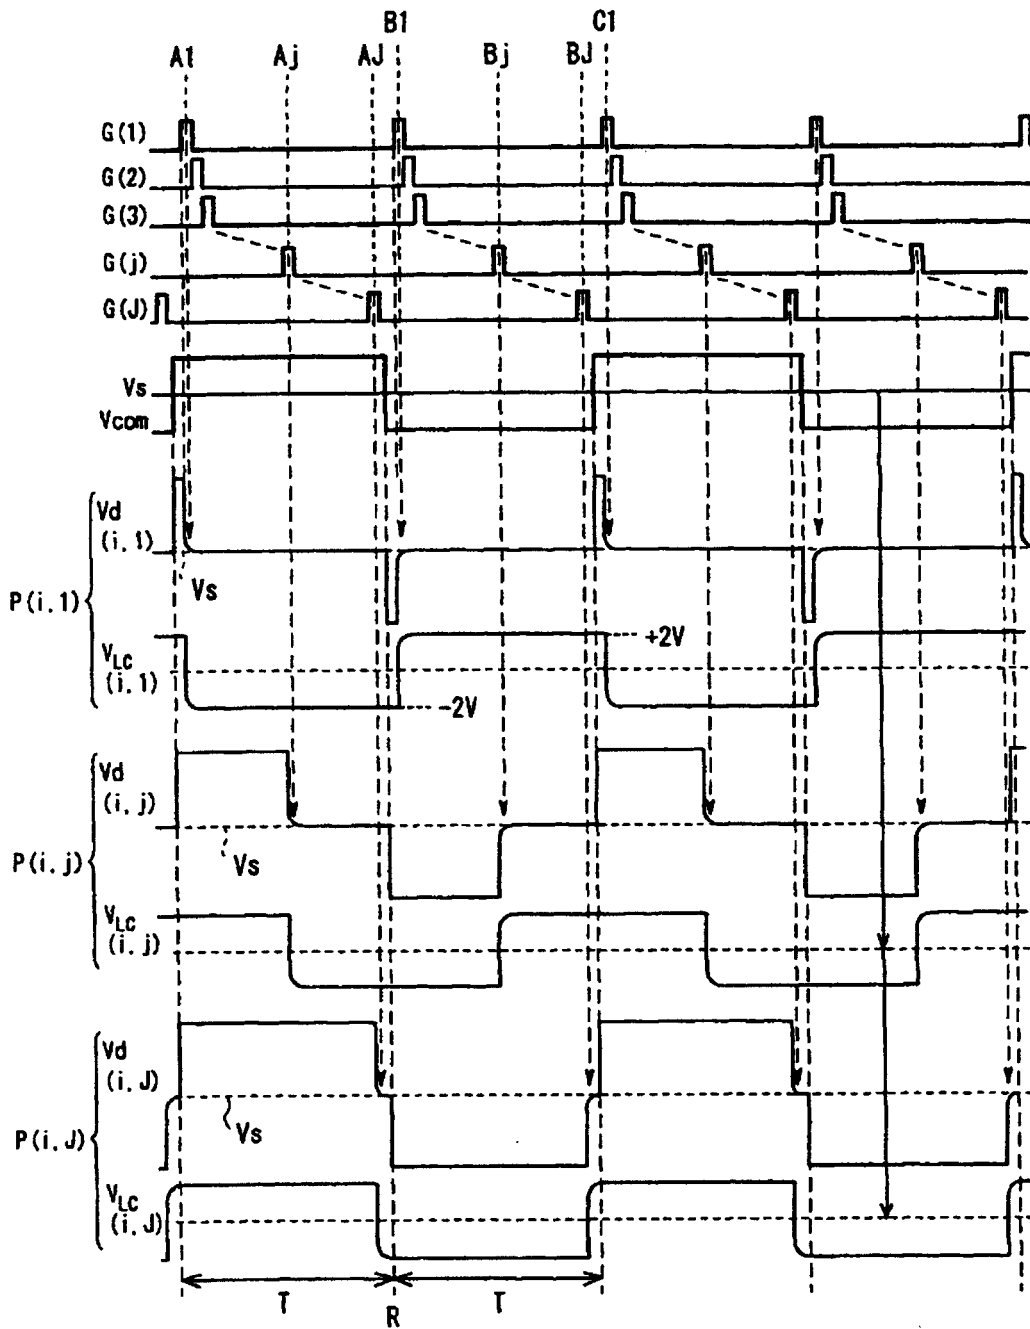 B1 C1
A1 Aj AJ Bj BJ
G(1)
G(2)
G(3)
G(j)
G(J)
Vs
Vcom
Vd
(i, 1)
Vs
P(i, 1)
VLC
(i, 1)
+2V
-2V
Vd
(i, j)
Vs
P(i, j)
VLC
(i, j)
Vd
(i, J)
Vs
P(i, J)
VLC
(i, J)
T T
R